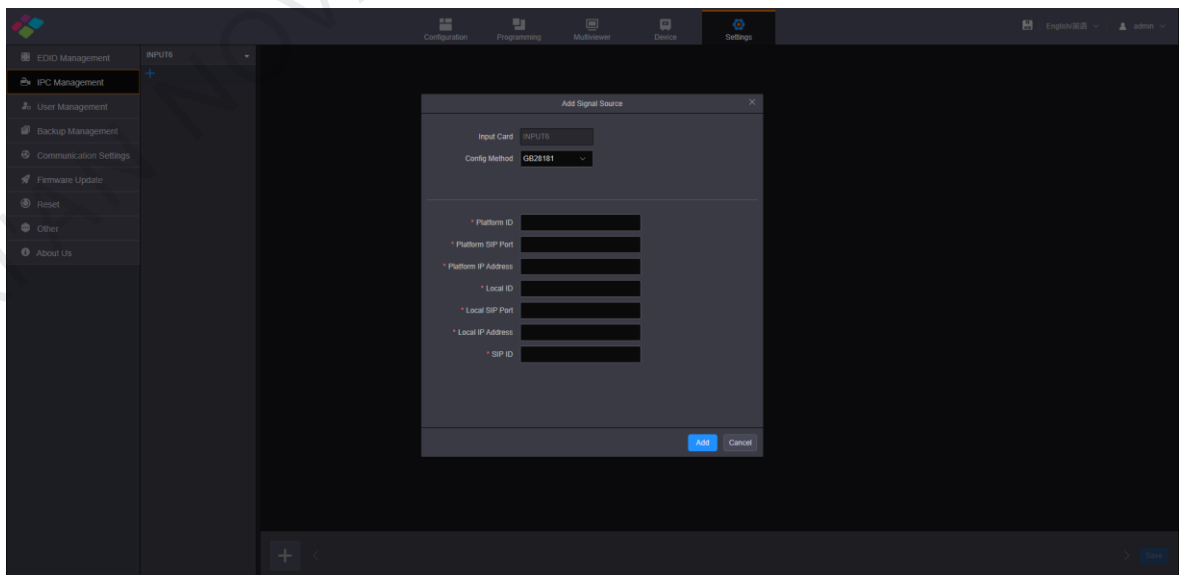 Configuration
Programming
Multiviewer
Device
Settings
English/英语
admin
EDID Management
IPC Management
User Management
Backup Management
Communication Settings
Firmware Update
Reset
Other
About Us
INPUT6
Add Signal Source
Input Card INPUT6
Config Method GB28181
* Platform ID
* Platform SIP Port
* Platform IP Address
* Local ID
* Local SIP Port
* Local IP Address
* SIP ID
Add Cancel
Save